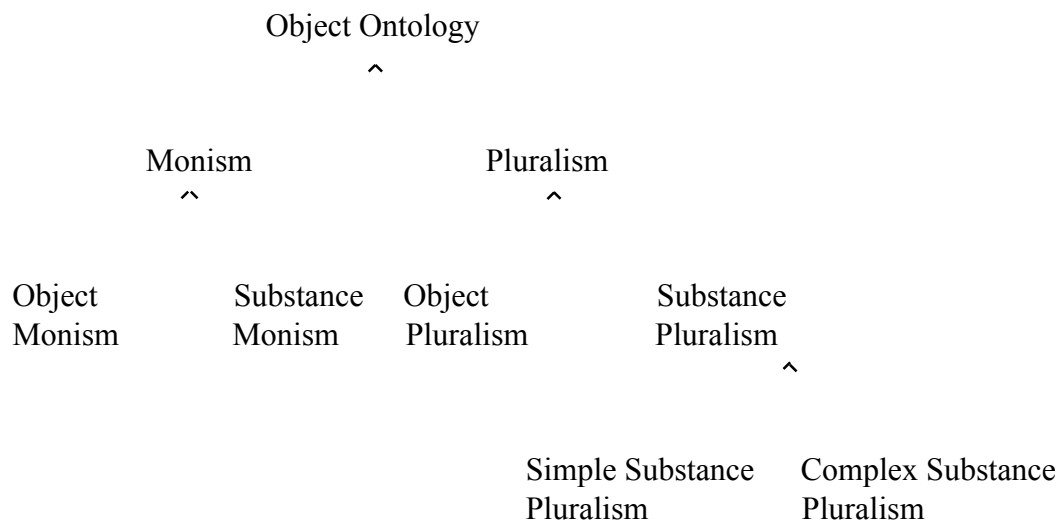 Object Ontology
Monism Pluralism
Object Substance Object Substance
Monism Monism Pluralism Pluralism
Simple Substance Complex Substance
Pluralism Pluralism